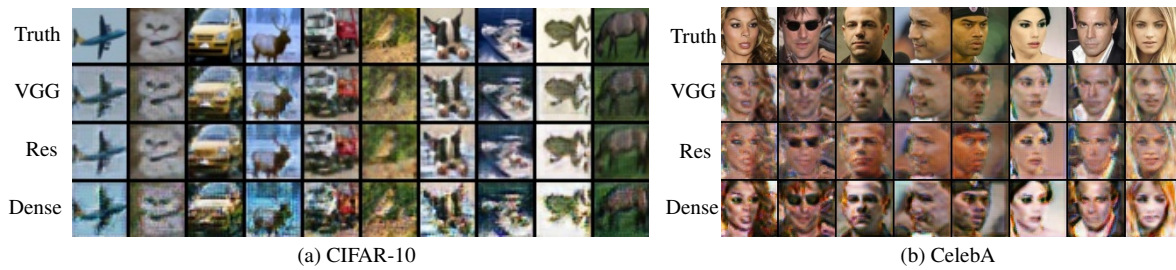 Truth
VGG
Res
Dense
(a) CIFAR-10
Truth
VGG
Res
Dense
(b) CelebA